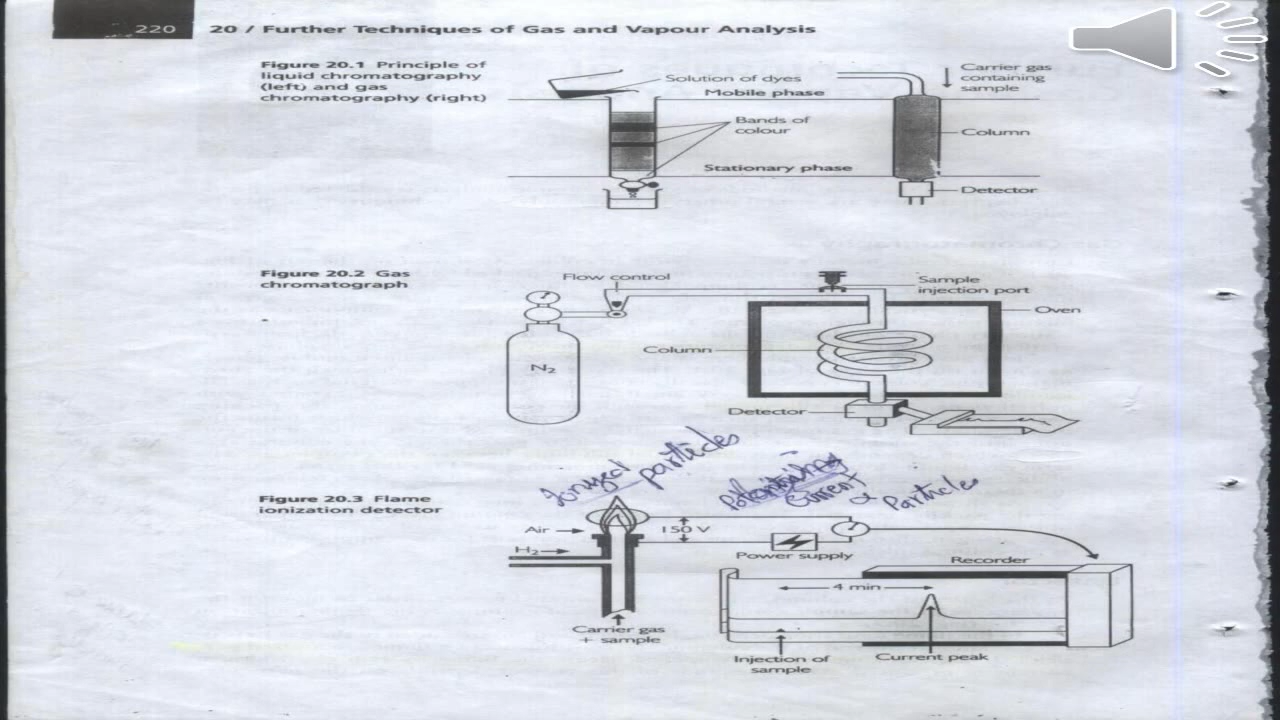 220 20 / Further Techniques of Gas and Vapour Analysis
Figure 20.1 Principle of
liquid chromatography
(left) and gas
chromatography (right)
Solution of dyes
Mobile phase
Bands of
colour
Stationary phase
Carrier gas
containing
sample
Column
Detector
Figure 20.2 Gas
chromatograph
Flow control
Sample
injection port
Oven
Column
N₂
Detector
Ionized particles
Current α Particles
Figure 20.3 Flame
ionization detector
Air
H₂
150 V
Power supply
Recorder
4 min
Carrier gas
+ sample
Injection of
sample
Current peak